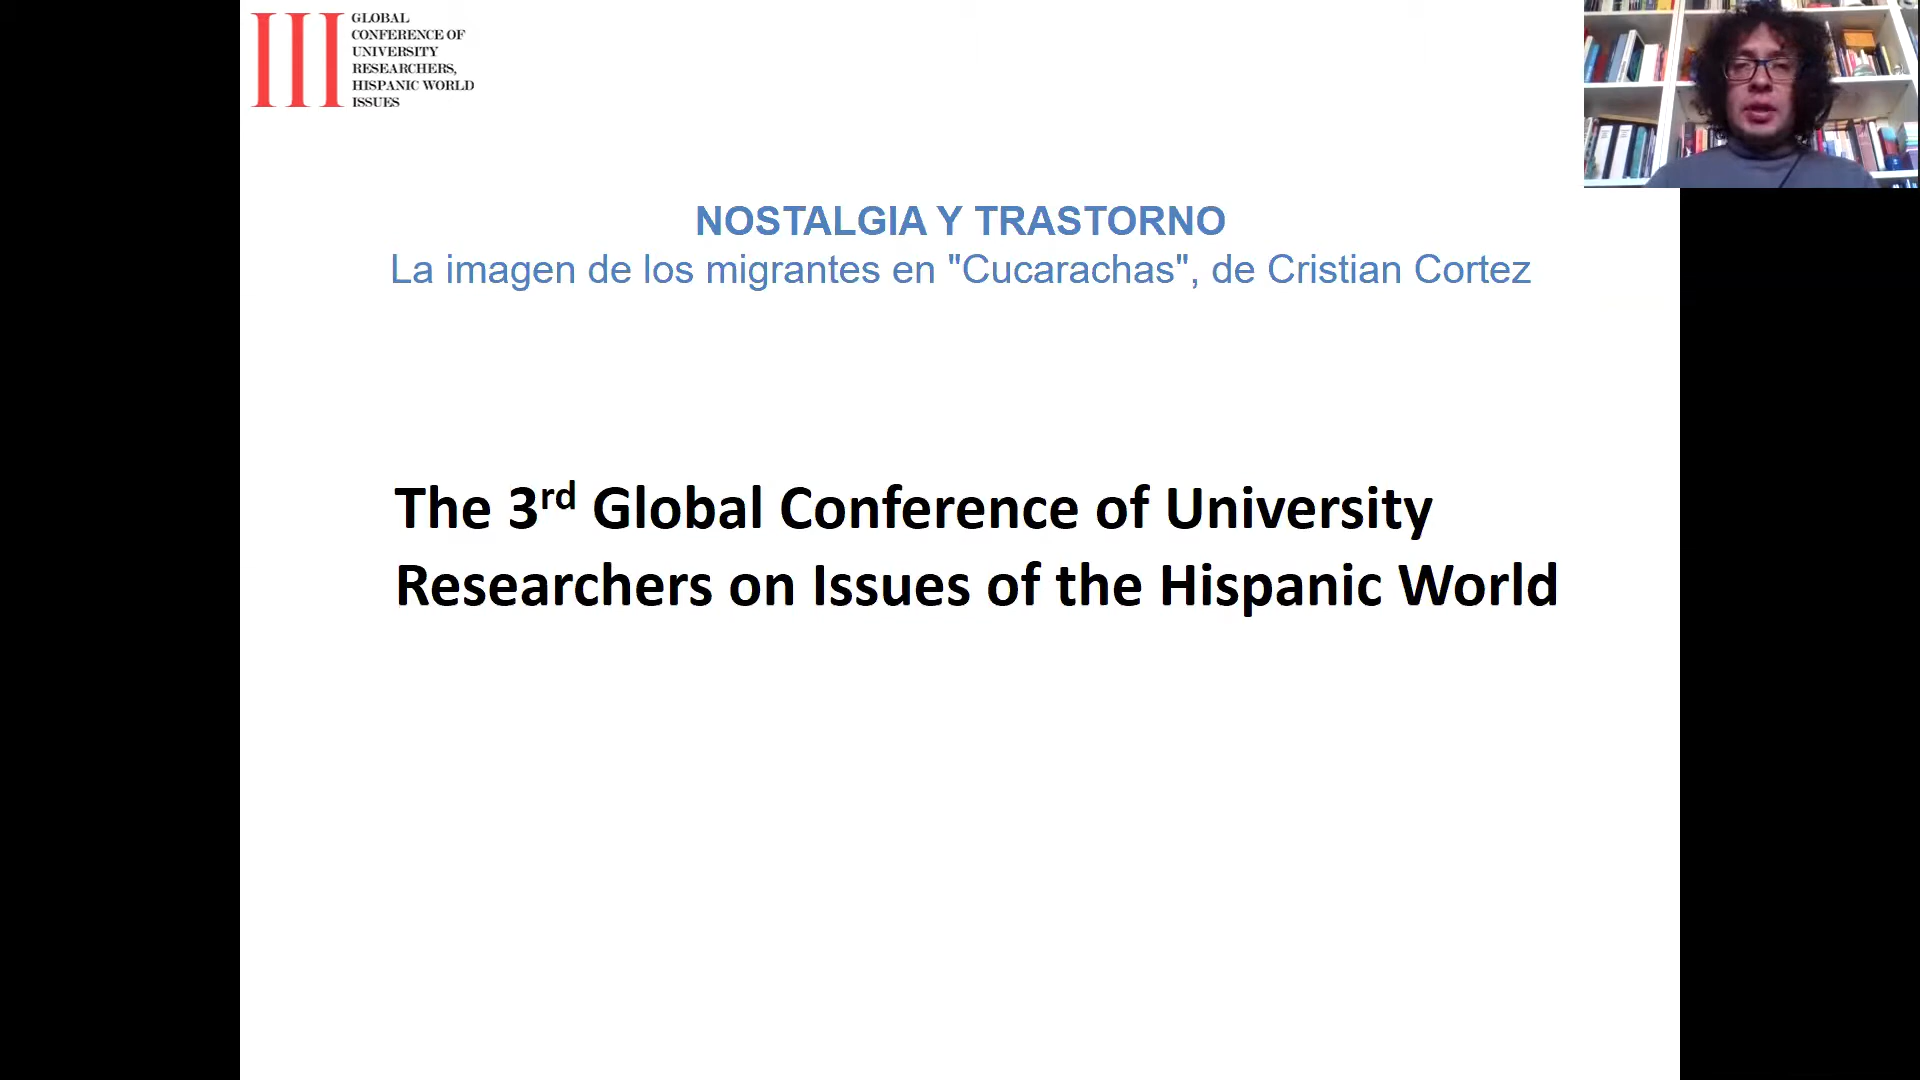 III
GLOBAL
CONFERENCE OF
UNIVERSITY
RESEARCHERS,
HISPANIC WORLD
ISSUES
NOSTALGIA Y TRASTORNO
La imagen de los migrantes en "Cucarachas", de Cristian Cortez
The 3rd Global Conference of University
Researchers on Issues of the Hispanic World